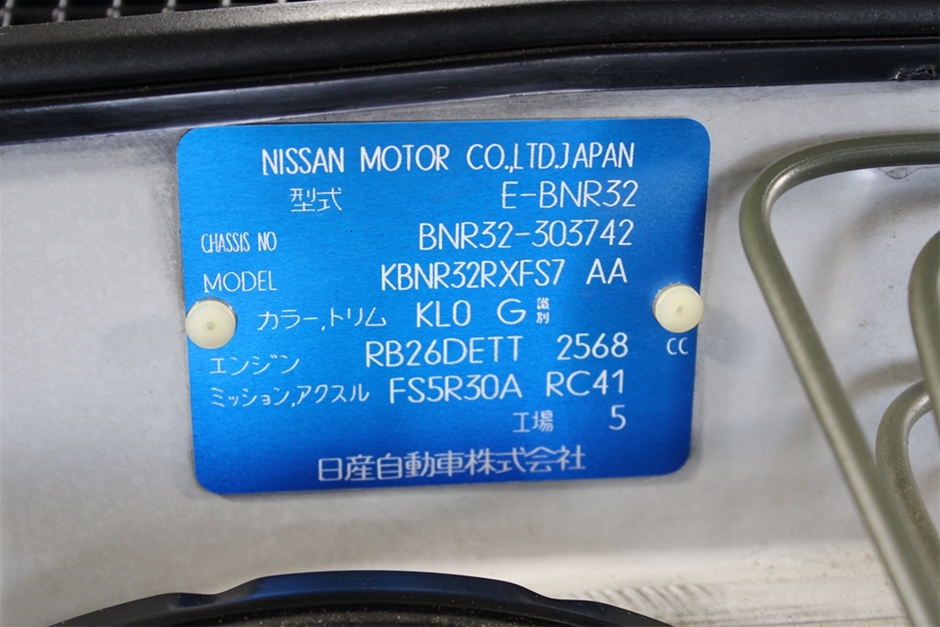 NISSAN MOTOR CO.,LTD.JAPAN
型式 E-BNR32
CHASSIS NO BNR32-303742
MODEL KBNR32RXFS7 AA
カラー,トリム KL0 G 識別
エンジン RB26DETT 2568 CC
ミッション,アクスル FS5R30A RC41
工場 5
日産自動車株式会社